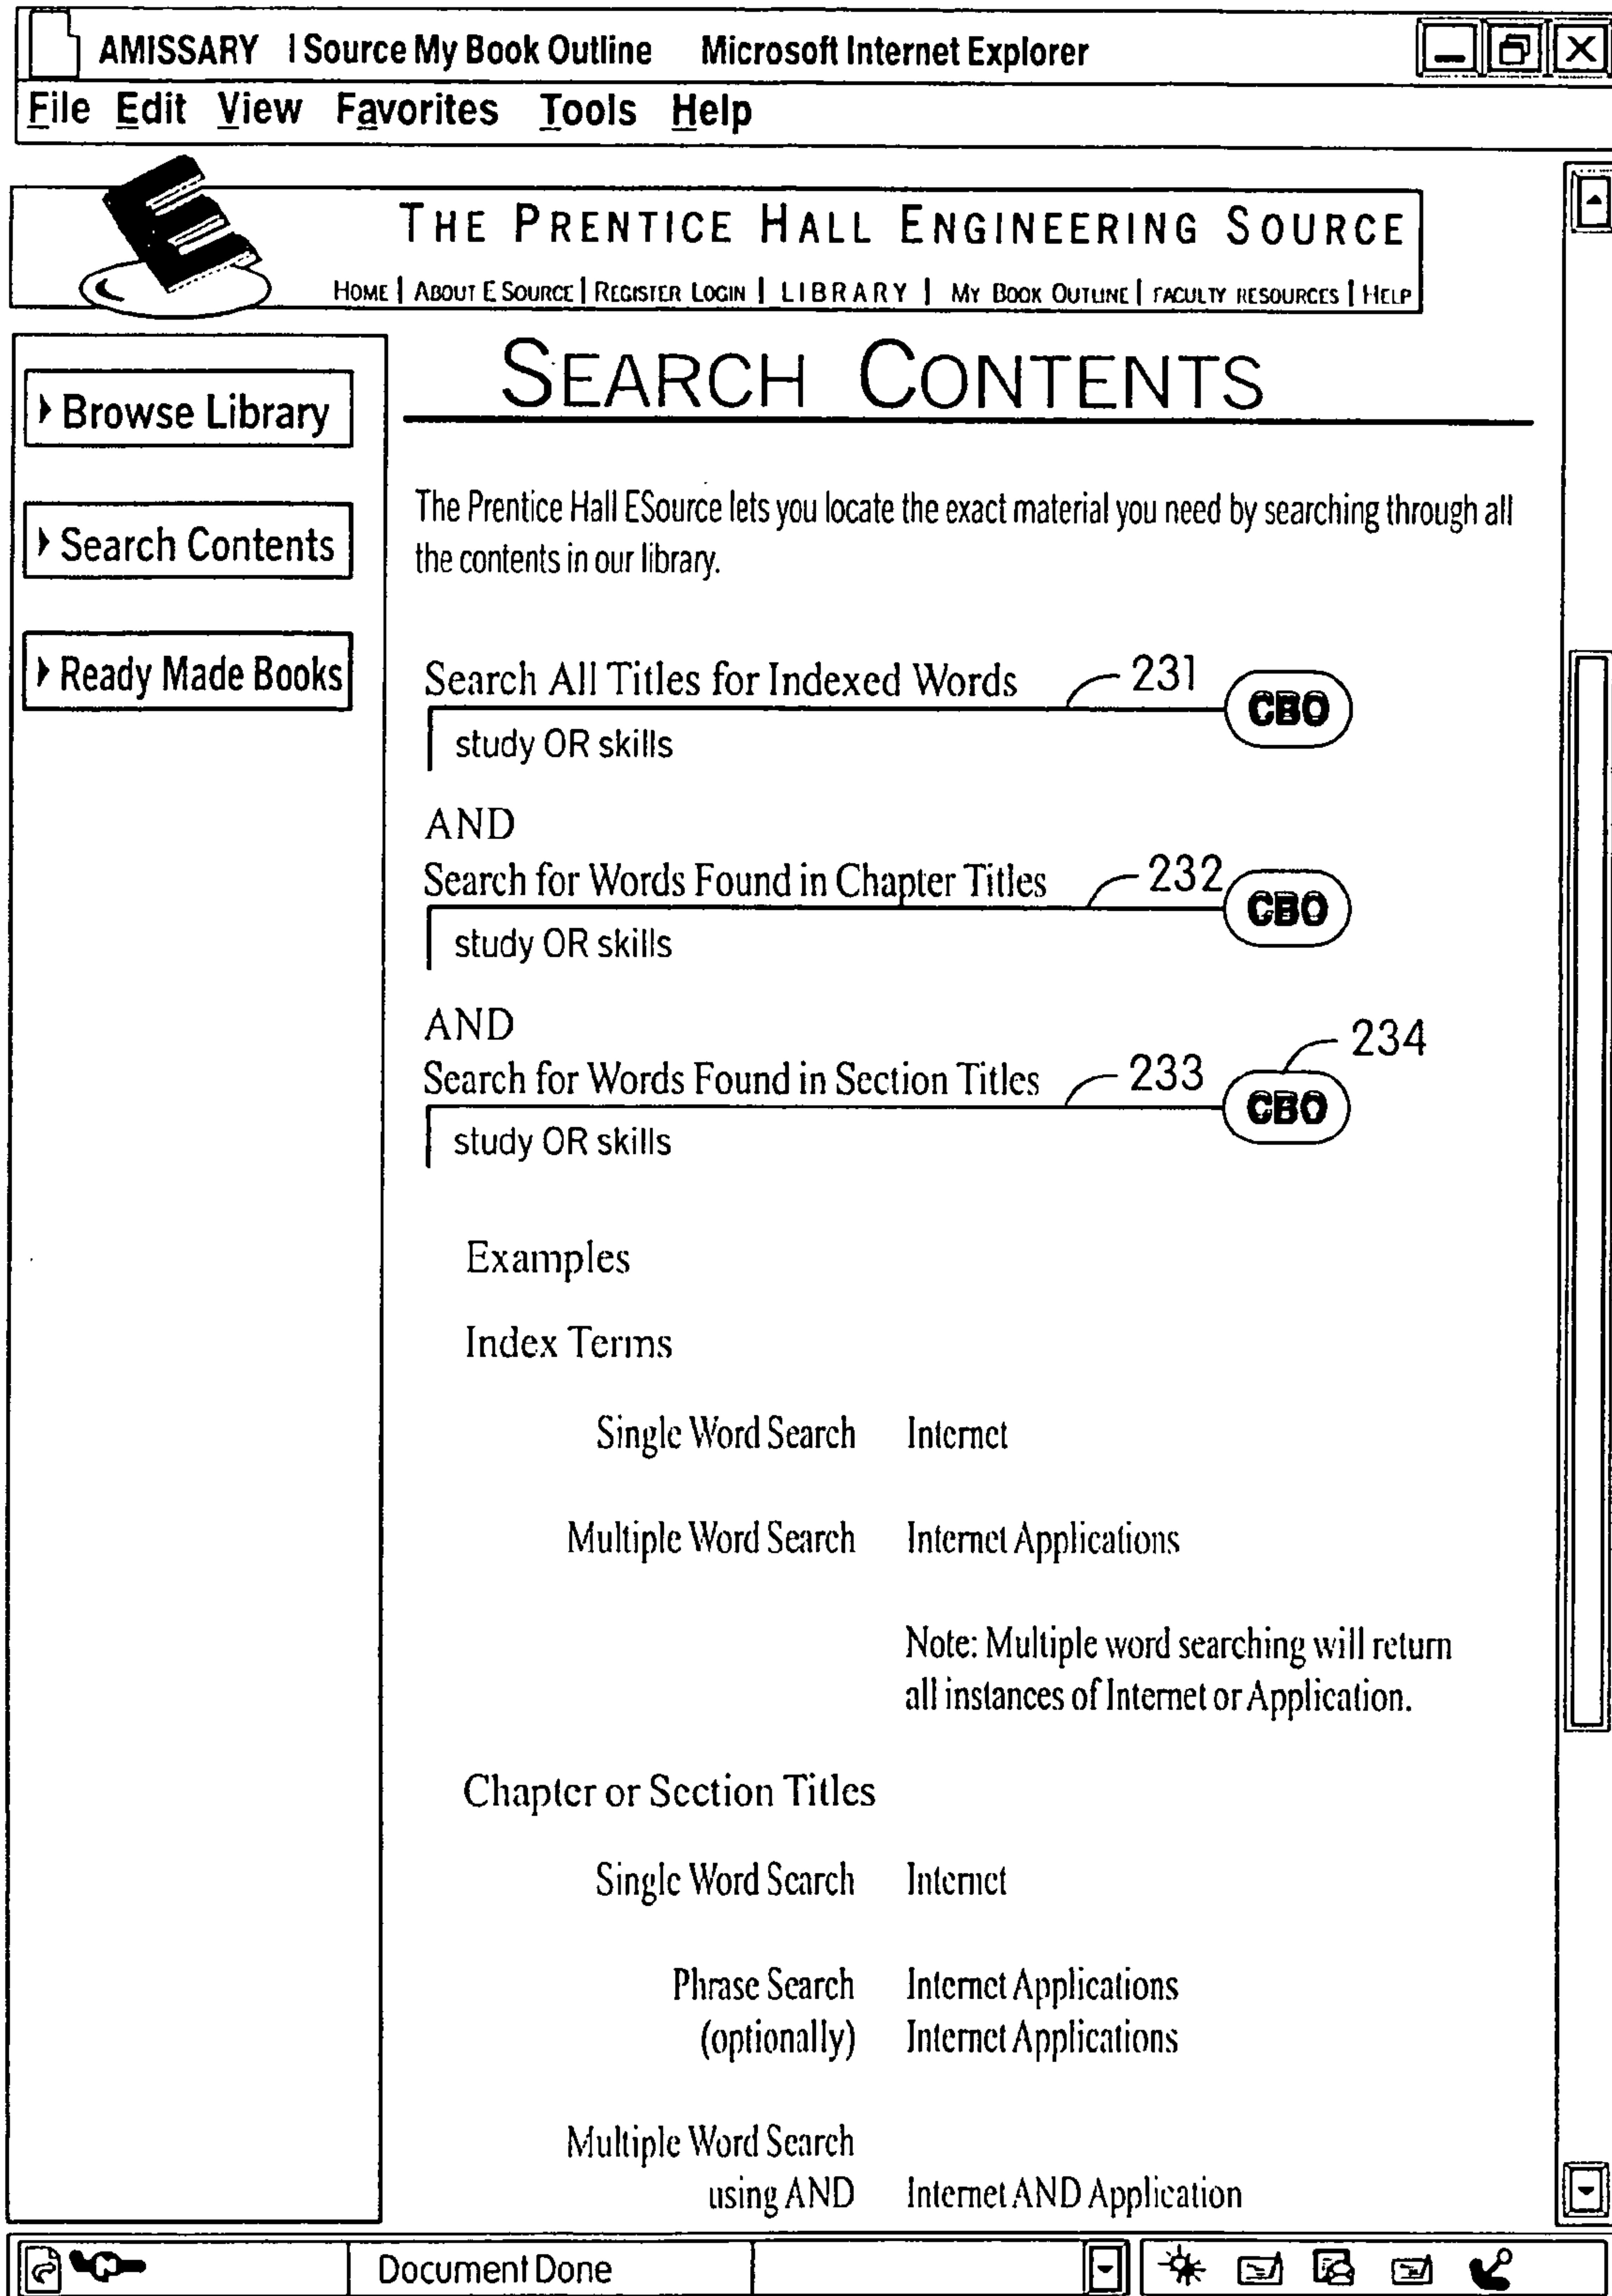 AMISSARY I Source My Book Outline Microsoft Internet Explorer
File Edit View Favorites Tools Help
THE PRENTICE HALL ENGINEERING SOURCE
HOME | ABOUT E SOURCE | REGISTER LOGIN | LIBRARY | MY BOOK OUTLINE | FACULTY RESOURCES | HELP
SEARCH CONTENTS
Browse Library
Search Contents
Ready Made Books
The Prentice Hall ESource lets you locate the exact material you need by searching through all
the contents in our library.
Search All Titles for Indexed Words 231 CBO
study OR skills
AND
Search for Words Found in Chapter Titles 232 CBO
study OR skills
AND
234
Search for Words Found in Section Titles 233 CBO
study OR skills
Examples
Index Terms
Single Word Search Internet
Multiple Word Search Internet Applications
Note: Multiple word searching will return
all instances of Internet or Application.
Chapter or Section Titles
Single Word Search Internet
Phrase Search Internet Applications
(optionally) Internet Applications
Multiple Word Search
using AND Internet AND Application
Document Done